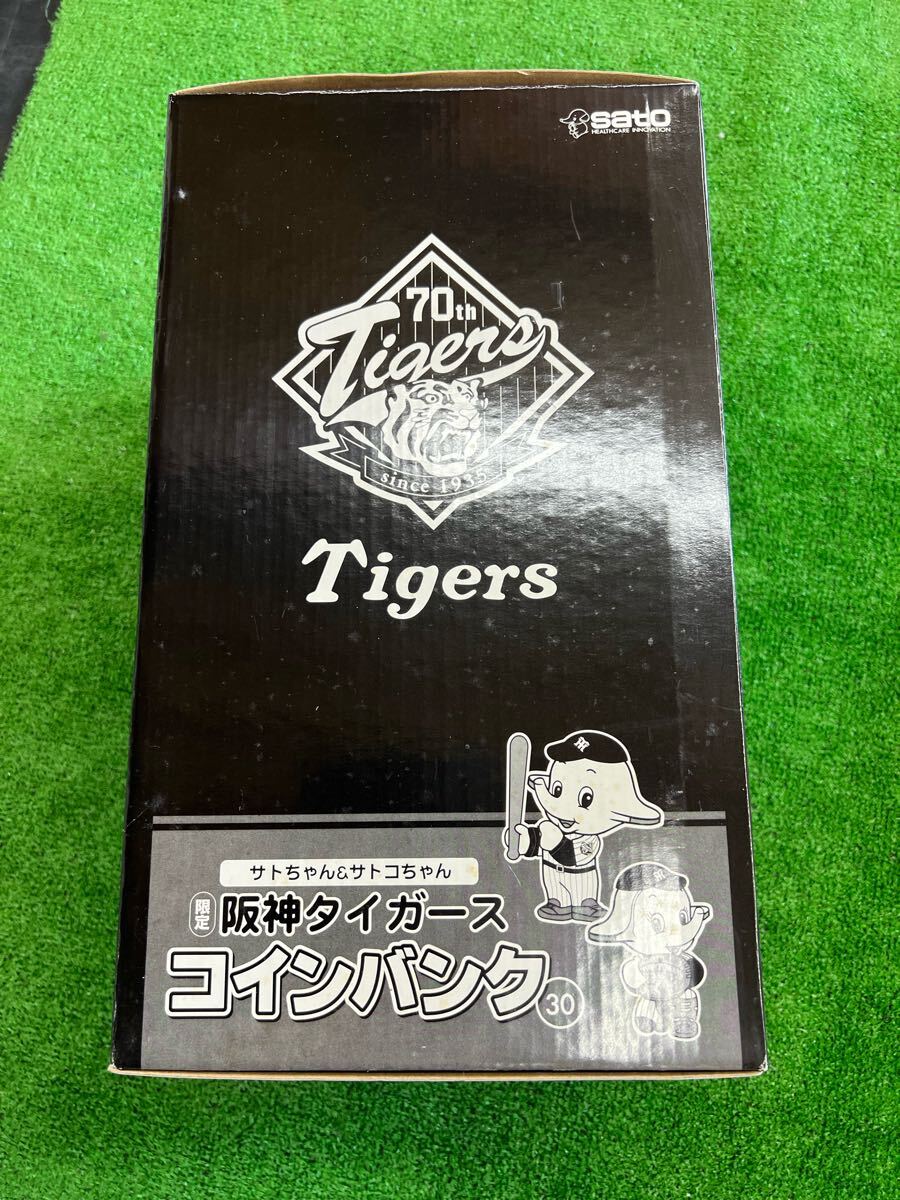 sato
HEALTHCARE INNOVATION
70th
Tigers
since 1935
Tigers
サトちゃん&サトコちゃん
限定 阪神タイガース
コインバンク 30